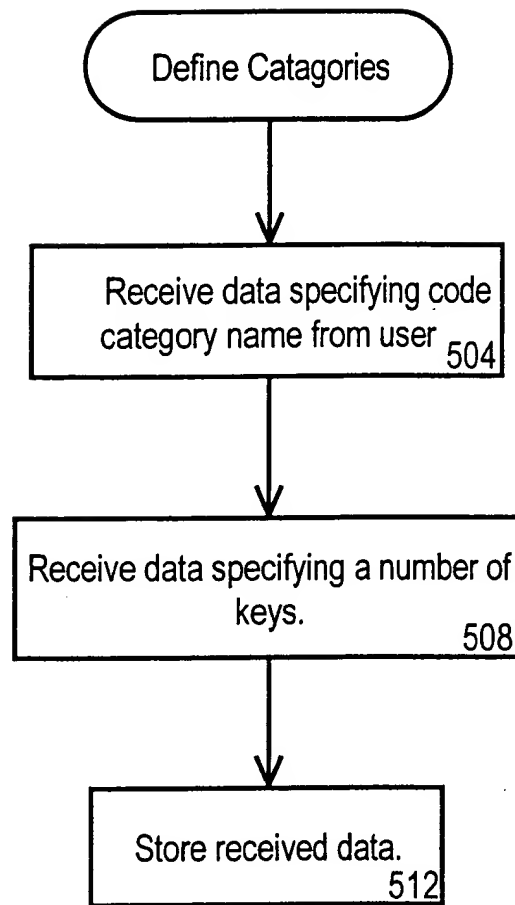 Define Catagories
Receive data specifying code
category name from user
504
Receive data specifying a number of
keys.
508
Store received data.
512